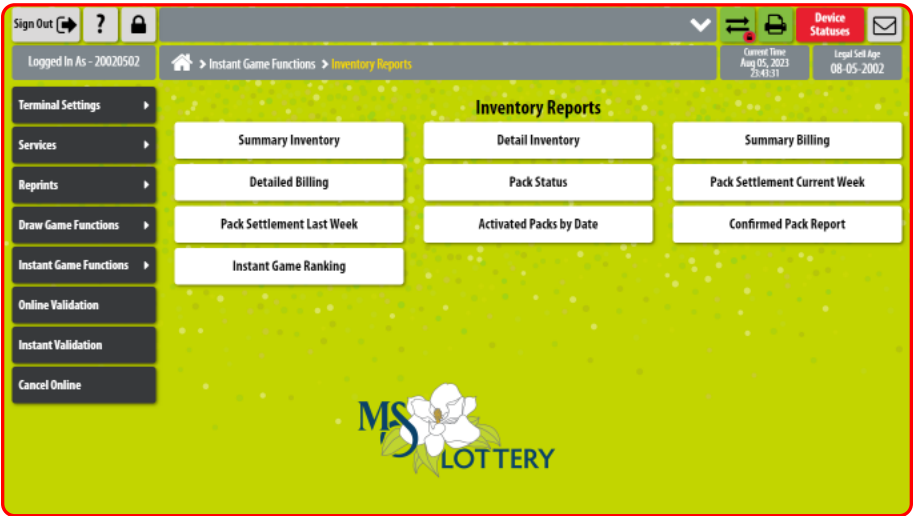 Sign Out
?
Device
Statuses
Logged In As - 20020502
> Instant Game Functions > Inventory Reports
Current Time
Aug 05, 2023
23:43:31
Legal Sell Age
08-05-2002
Terminal Settings
Services
Reprints
Draw Game Functions
Instant Game Functions
Online Validation
Instant Validation
Cancel Online
Inventory Reports
Summary Inventory
Detail Inventory
Summary Billing
Detailed Billing
Pack Status
Pack Settlement Current Week
Pack Settlement Last Week
Activated Packs by Date
Confirmed Pack Report
Instant Game Ranking
MS
LOTTERY